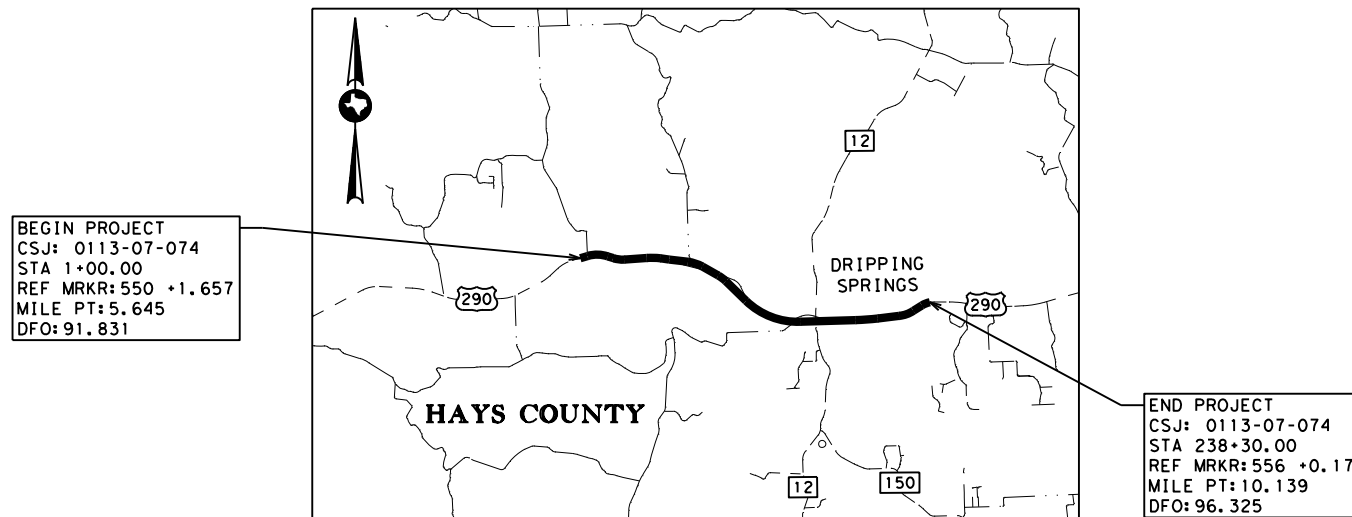 BEGIN PROJECT
CSJ: 0113-07-074
STA 1+00.00
REF MRKR:550 +1.657
MILE PT:5.645
DFO:91.831
12
290
DRIPPING
SPRINGS
290
HAYS COUNTY
12
150
END PROJECT
CSJ: 0113-07-074
STA 238+30.00
REF MRKR:556 +0.17
MILE PT:10.139
DFO:96.325